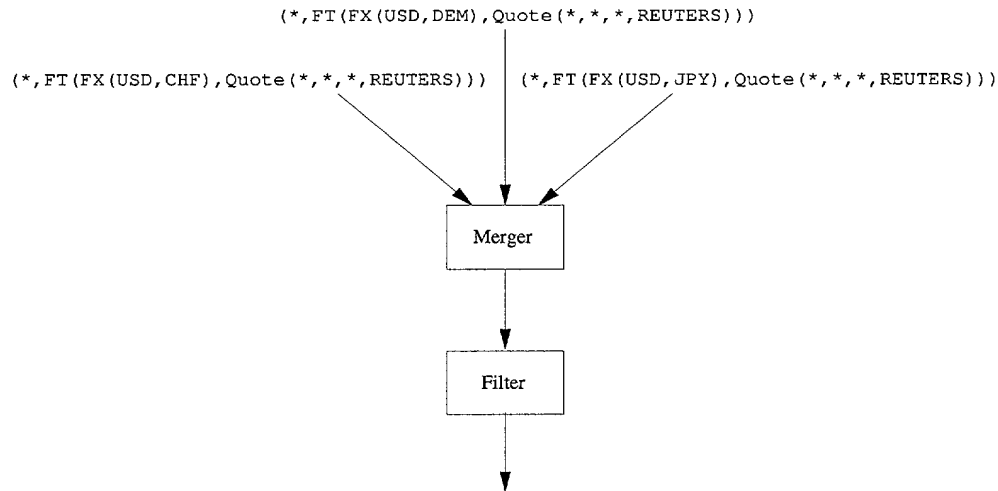 (*,FT(FX(USD,DEM),Quote(*,*,*,REUTERS)))
(*,FT(FX(USD,CHF),Quote(*,*,*,REUTERS)))
(*,FT(FX(USD,JPY),Quote(*,*,*,REUTERS)))
Merger
Filter